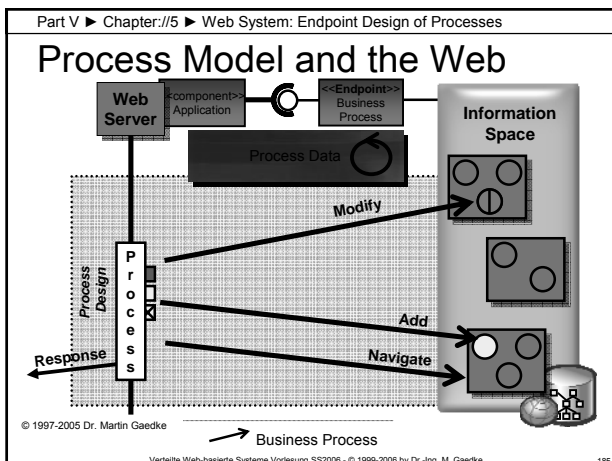 Part V ► Chapter://5 ► Web System: Endpoint Design of Processes
Process Model and the Web
Web
Server
<component>>
Application
<<Endpoint>>
Business
Process
Information
Space
Process Data
Modify
Process
Design
Process
Add
Navigate
Response
© 1997-2005 Dr. Martin Gaedke
Business Process
Verteilte Web-basierte Systeme Vorlesung SS2006 - © 1999-2006 by Dr.-Ing. M. Gaedke